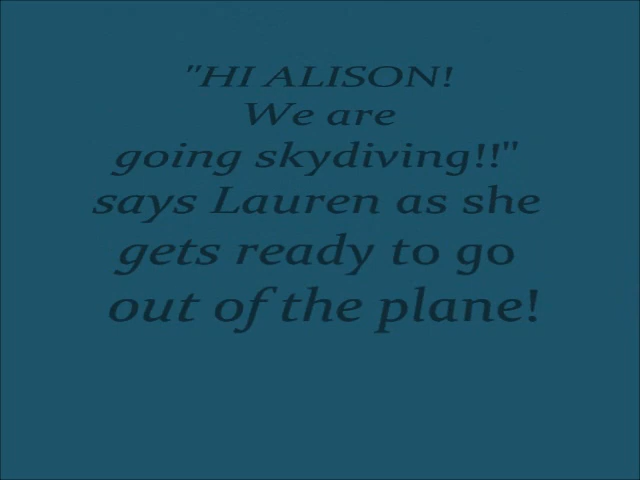 "HI ALISON!
We are
going skydiving!!"
says Lauren as she
gets ready to go
out of the plane!